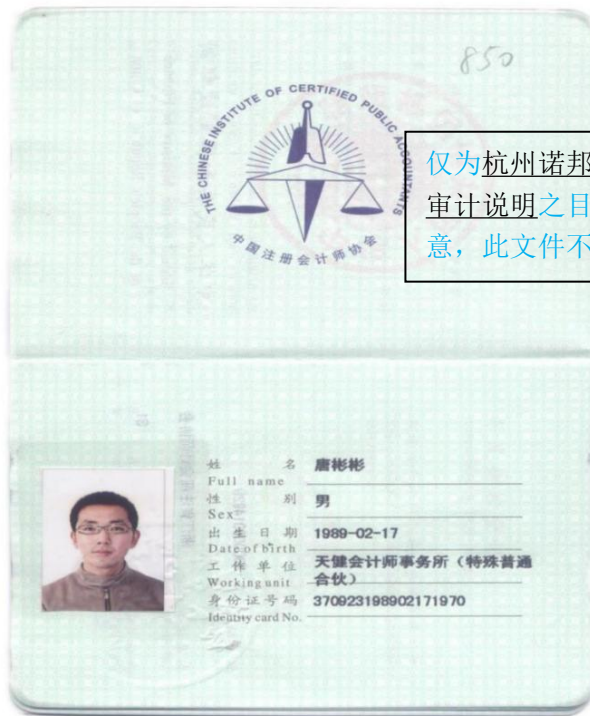 850
THE CHINESE INSTITUTE OF CERTIFIED PUBLIC ACCOUNTANTS
中国注册会计师协会
仅为杭州诺邦
审计说明之目
意，此文件不
姓 名 唐彬彬
Full name
性 别 男
Sex
出生日期 1989-02-17
Date of birth
工作单位 天健会计师事务所（特殊普通
Working unit 合伙）
身份证号码 370923198902171970
Identity card No.